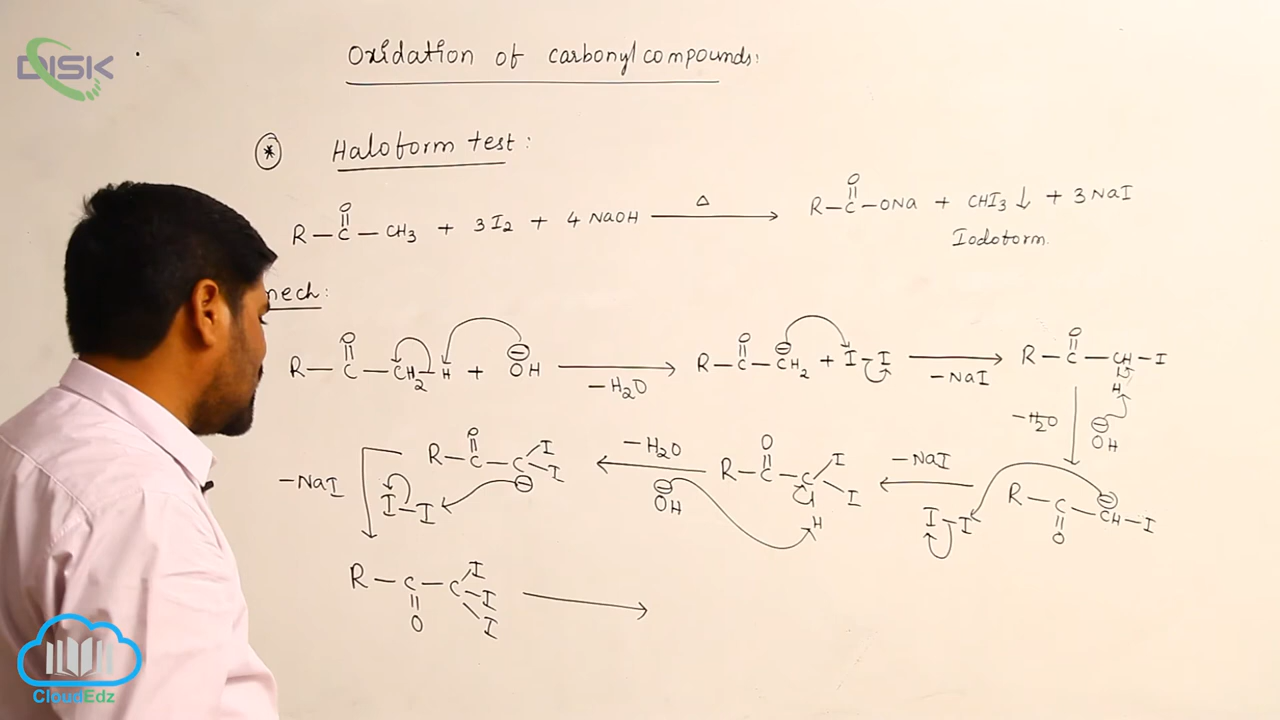 DISK
Oxidation of carbonyl compounds:
* Haloform test:
R-C(=O)-CH3 + 3I2 + 4NaOH →(Δ) R-C(=O)-ONa + CHI3↓ + 3NaI
Iodoform.
mech:
R-C(=O)-CH2-H + ⊖OH → -H2O R-C(=O)-⊖CH2 + I-I → -NaI R-C(=O)-CH-I
H
-H2O ⊖OH
R-C(=O)-⊖CH-I
I-I
← -NaI
R-C(=O)-C(I)(I)-H
⊖OH
← -H2O
R-C(=O)-C⊖(I)(I)
I-I
-NaI ↓
R-C(=O)-C(I)(I)(I) →
CloudEdz